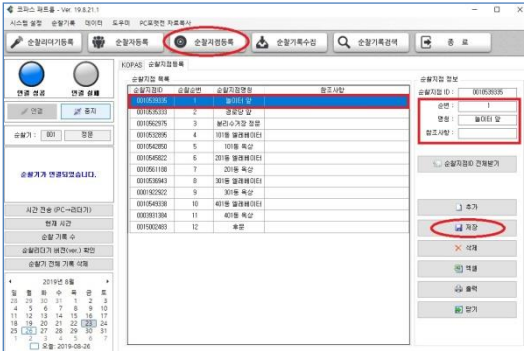 코파스 패트롤 - Ver. 19.8.21.1
시스템 설정 순찰기록 데이터 도우미 PC포켓전 자료복사
순찰리더기등록 순찰자등록 순찰지점등록 순찰기록수집 순찰기록검색 종 료
KOPAS 순찰지점등록
연결 성공 연결 실패
연결 중지
순찰기 : 001 정문
순찰기가 연결되었습니다.
시간 전송 (PC→리더기)
현재 시간
순찰 기록 수
순찰리더기 버전(ver.) 확인
순찰기 전체 기록 삭제
2019년 8월
일 월 화 수 목 금 토
28 29 30 31 1 2 3
4 5 6 7 8 9 10
11 12 13 14 15 16 17
18 19 20 21 22 23 24
25 26 27 28 29 30 31
1 2 3 4 5 6 7
오늘: 2019-08-26
순찰지점 목록
순찰지점ID 순찰순번 순찰지점명칭 참조사항
0010539335 1 놀이터 앞
0010535333 2 경로당 앞
0010562975 3 분리수거장 정문
0010532895 4 101동 엘레베이터
0010542850 5 101동 옥상
0010545822 6 201동 엘레베이터
0010561188 7 201동 옥상
0010536943 8 301동 엘레베이터
0001922922 9 301동 옥상
0010549338 10 401동 엘레베이터
0003931384 11 401동 옥상
0015002483 12 후문
순찰지점 정보
순찰지점 ID : 0010539335
순번 : 1
명칭 : 놀이터 앞
참조사항 :
순찰지점ID 전체받기
추가
저장
삭제
엑셀
출력
닫기